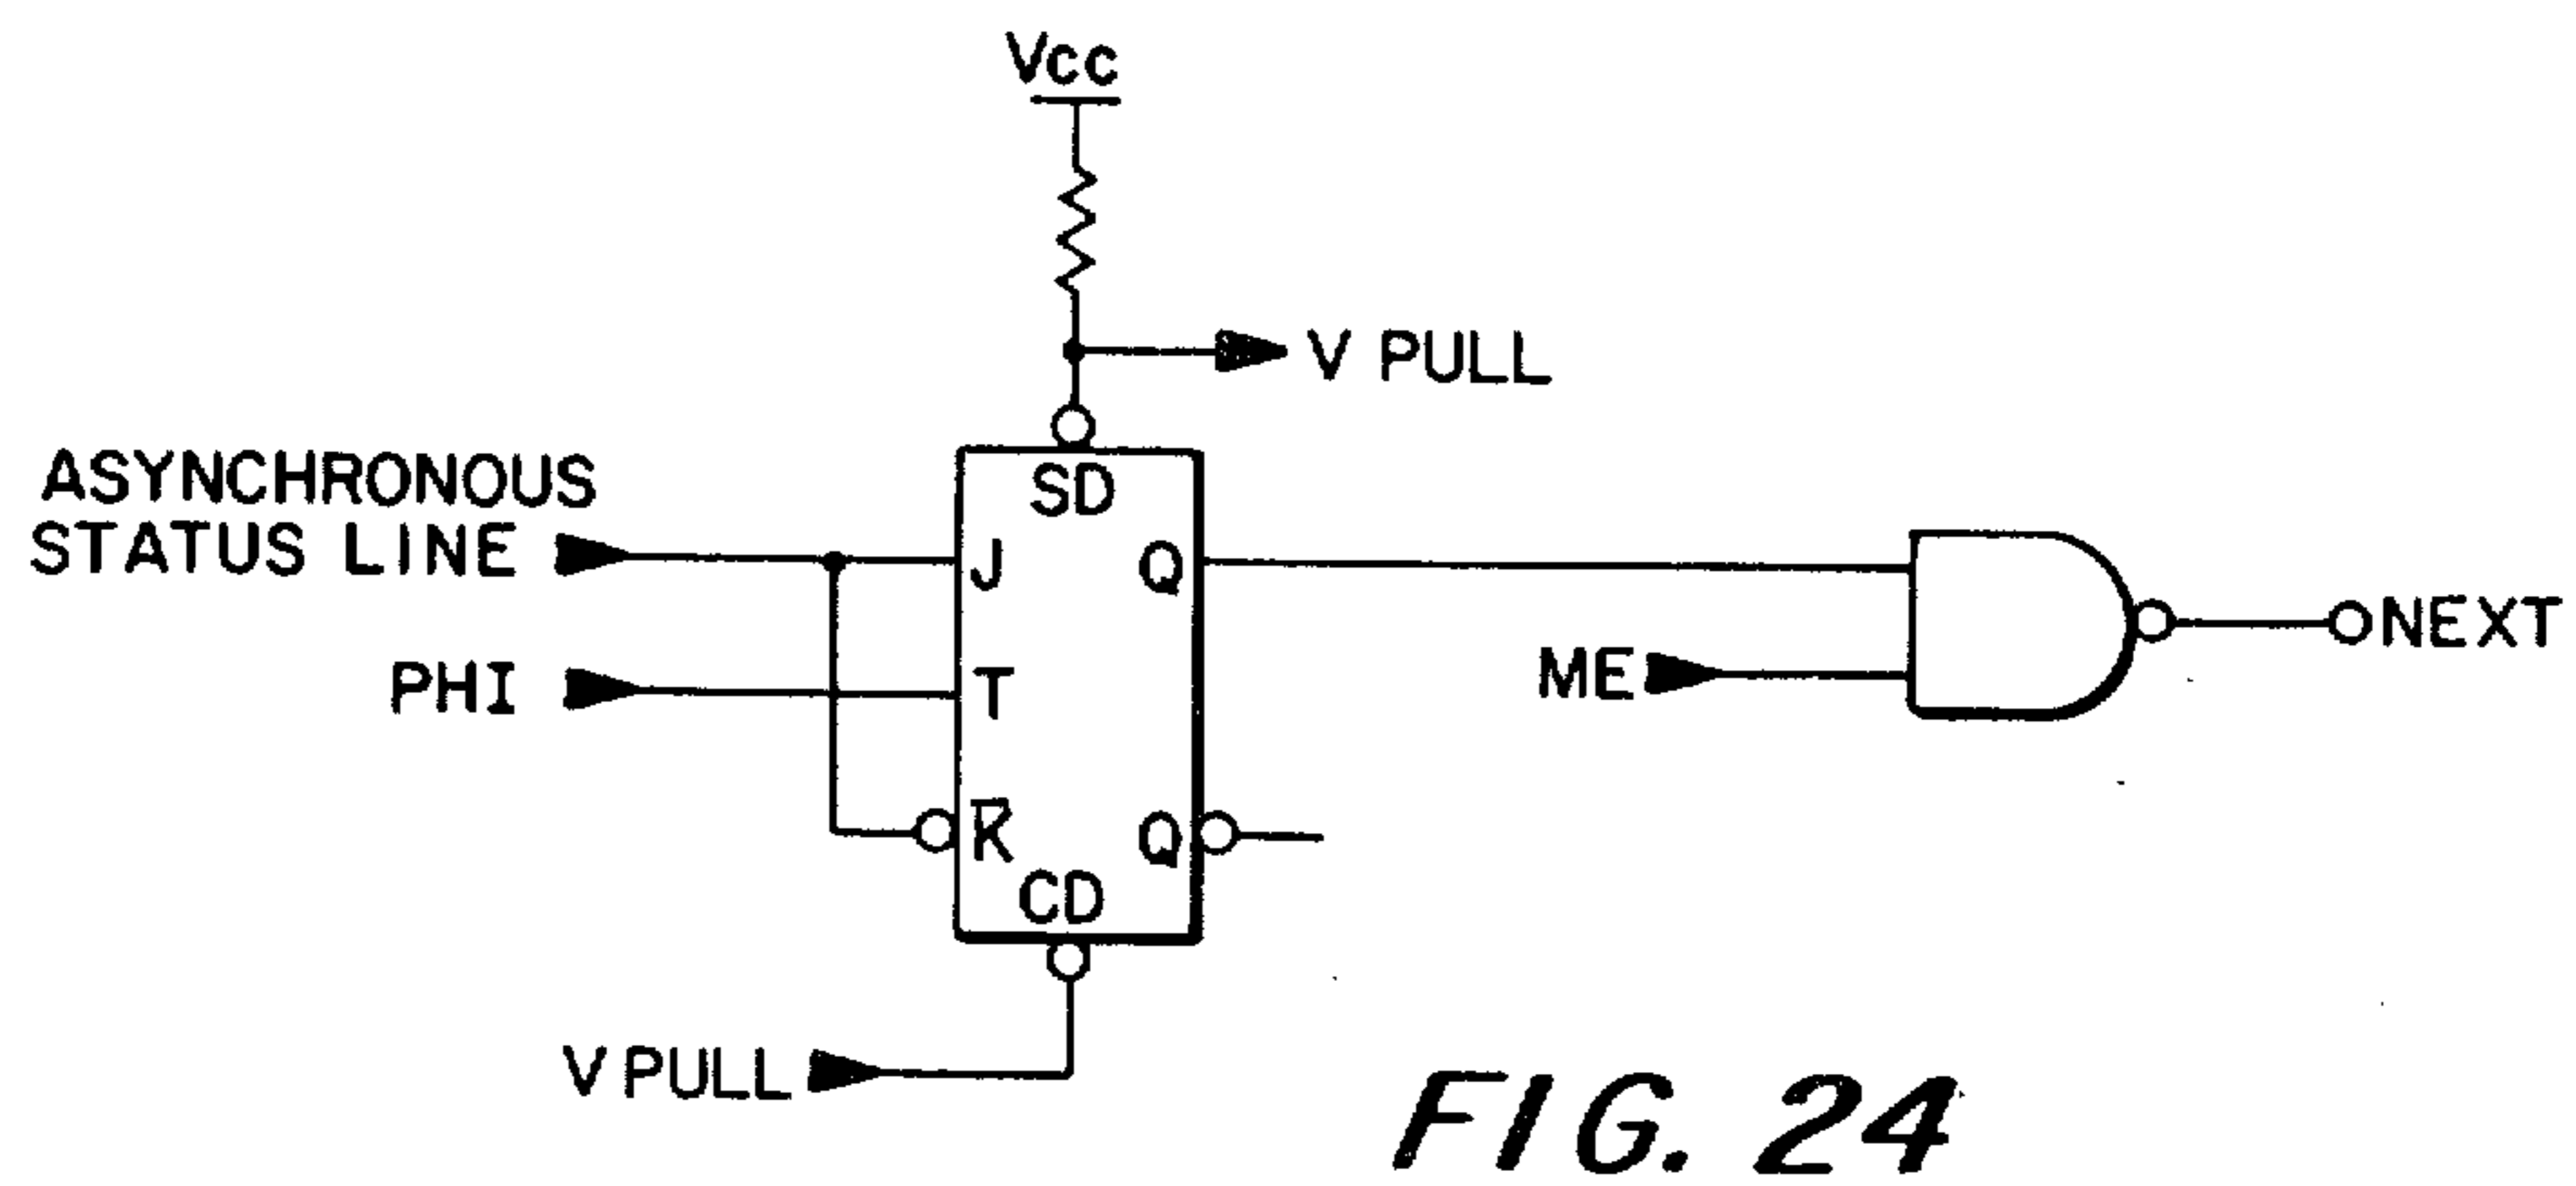 Vcc
V PULL
ASYNCHRONOUS
STATUS LINE
SD
J
Q
PHI
T
ME
NEXT
K̅
Q
CD
V PULL
FIG. 24